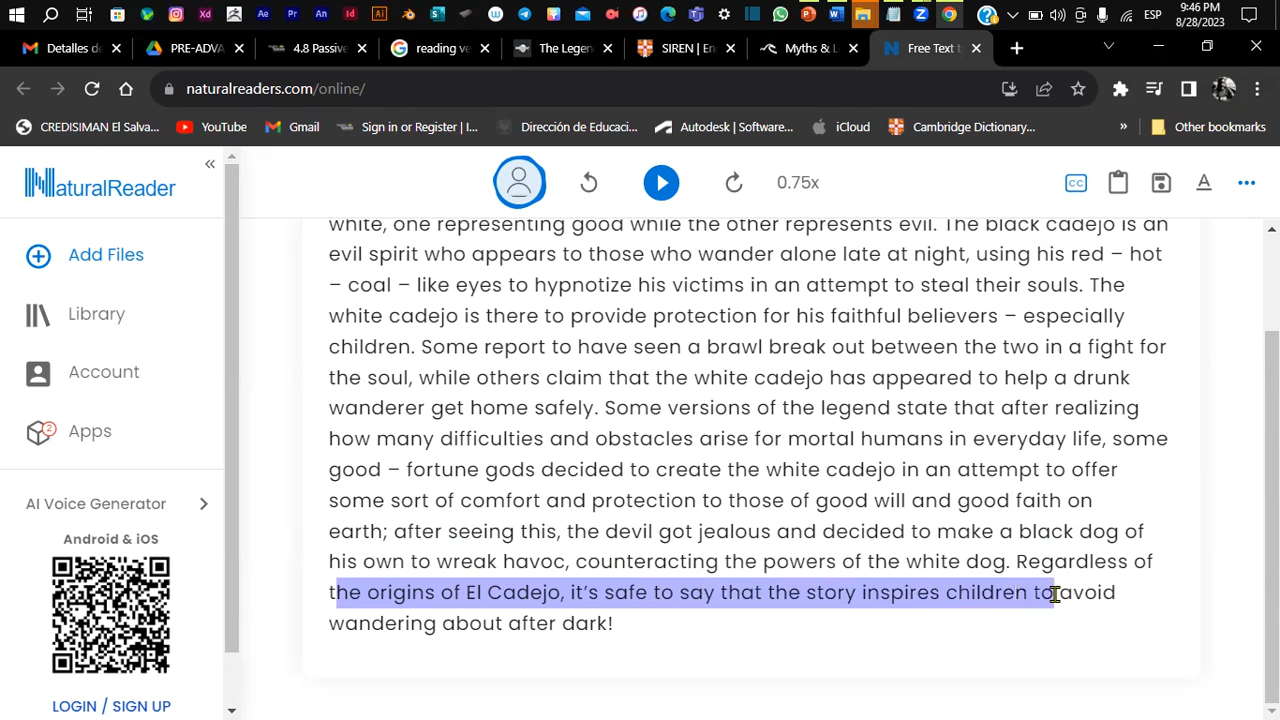 9:46 PM
ESP
8/28/2023
Detalles de
PRE-ADVA
4.8 Passive
reading ve
The Legen
SIREN | En
Myths & L
Free Text t
naturalreaders.com/online/
CREDISIMAN El Salva...
YouTube
Gmail
Sign in or Register | I...
Dirección de Educaci...
Autodesk | Software...
iCloud
Cambridge Dictionary...
»
Other bookmarks
NaturalReader
«
0.75x
CC
A
Add Files
Library
Account
Apps
2
AI Voice Generator
Android & iOS
LOGIN / SIGN UP
white, one representing good while the other represents evil. The black cadejo is an
evil spirit who appears to those who wander alone late at night, using his red – hot
– coal – like eyes to hypnotize his victims in an attempt to steal their souls. The
white cadejo is there to provide protection for his faithful believers – especially
children. Some report to have seen a brawl break out between the two in a fight for
the soul, while others claim that the white cadejo has appeared to help a drunk
wanderer get home safely. Some versions of the legend state that after realizing
how many difficulties and obstacles arise for mortal humans in everyday life, some
good – fortune gods decided to create the white cadejo in an attempt to offer
some sort of comfort and protection to those of good will and good faith on
earth; after seeing this, the devil got jealous and decided to make a black dog of
his own to wreak havoc, counteracting the powers of the white dog. Regardless of
the origins of El Cadejo, it’s safe to say that the story inspires children to avoid
wandering about after dark!